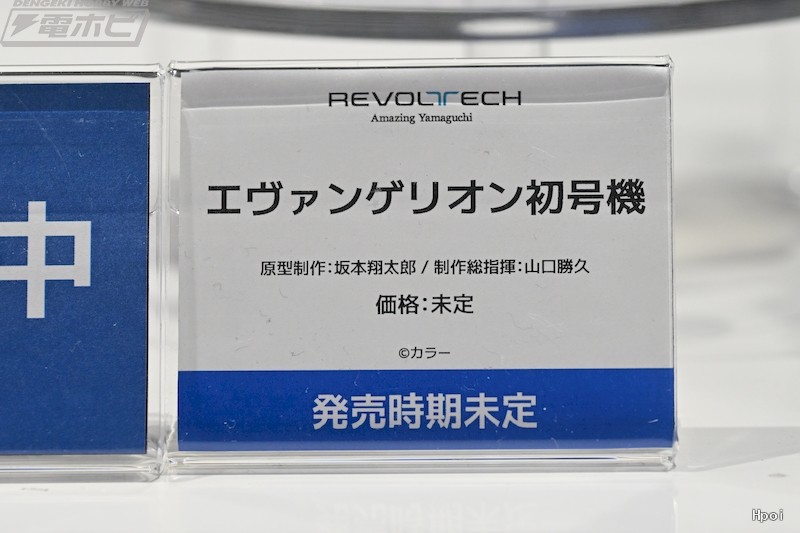 DENGEKI HOBBY WEB
電ホビ
REVOLTECH
Amazing Yamaguchi
エヴァンゲリオン初号機
中
原型制作：坂本翔太郎 / 制作総指揮：山口勝久
価格：未定
©カラー
発売時期未定
Hpoi